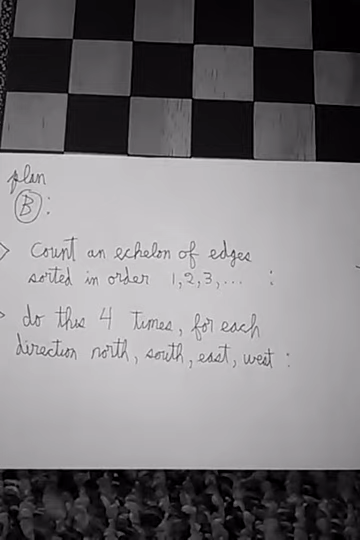 plan
B:
Count an echelon of edges
sorted in order 1,2,3,... :
do this 4 times, for each
direction north, south, east, west :